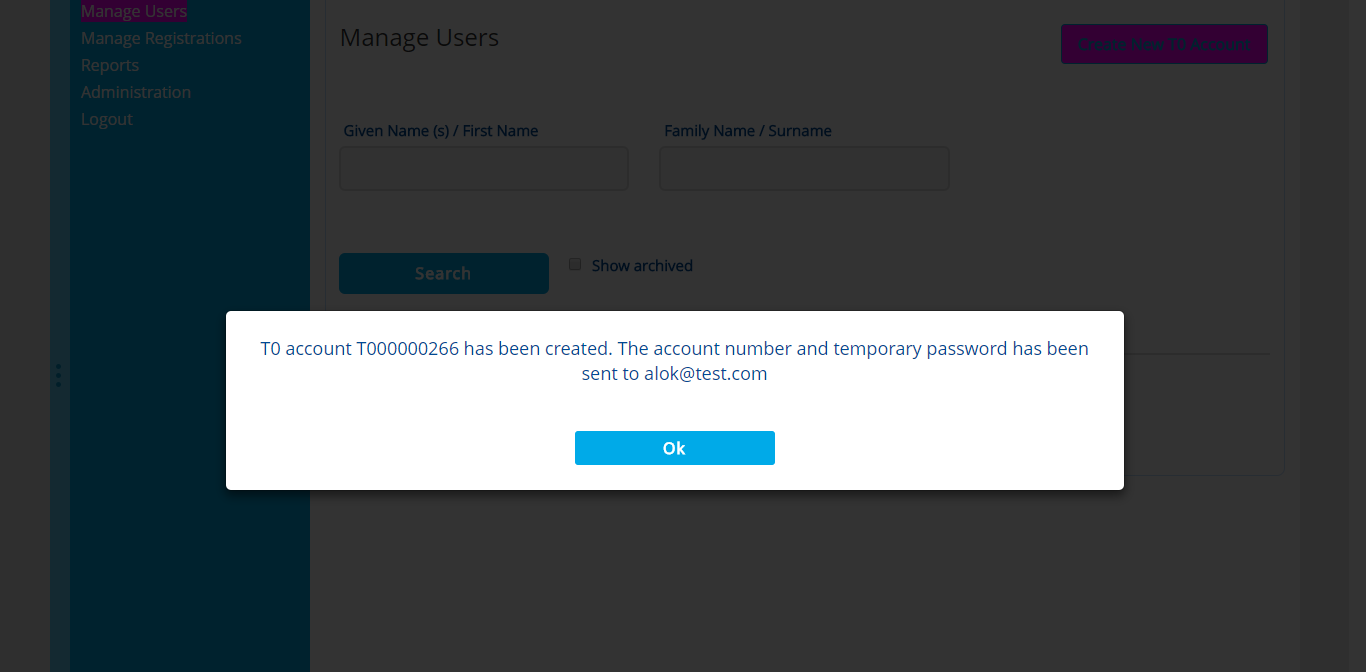 Manage Users
Manage Registrations
Reports
Administration
Logout
Manage Users
Create New T0 Account
Given Name (s) / First Name
Family Name / Surname
Search
Show archived
T0 account T000000266 has been created. The account number and temporary password has been
sent to alok@test.com
Ok